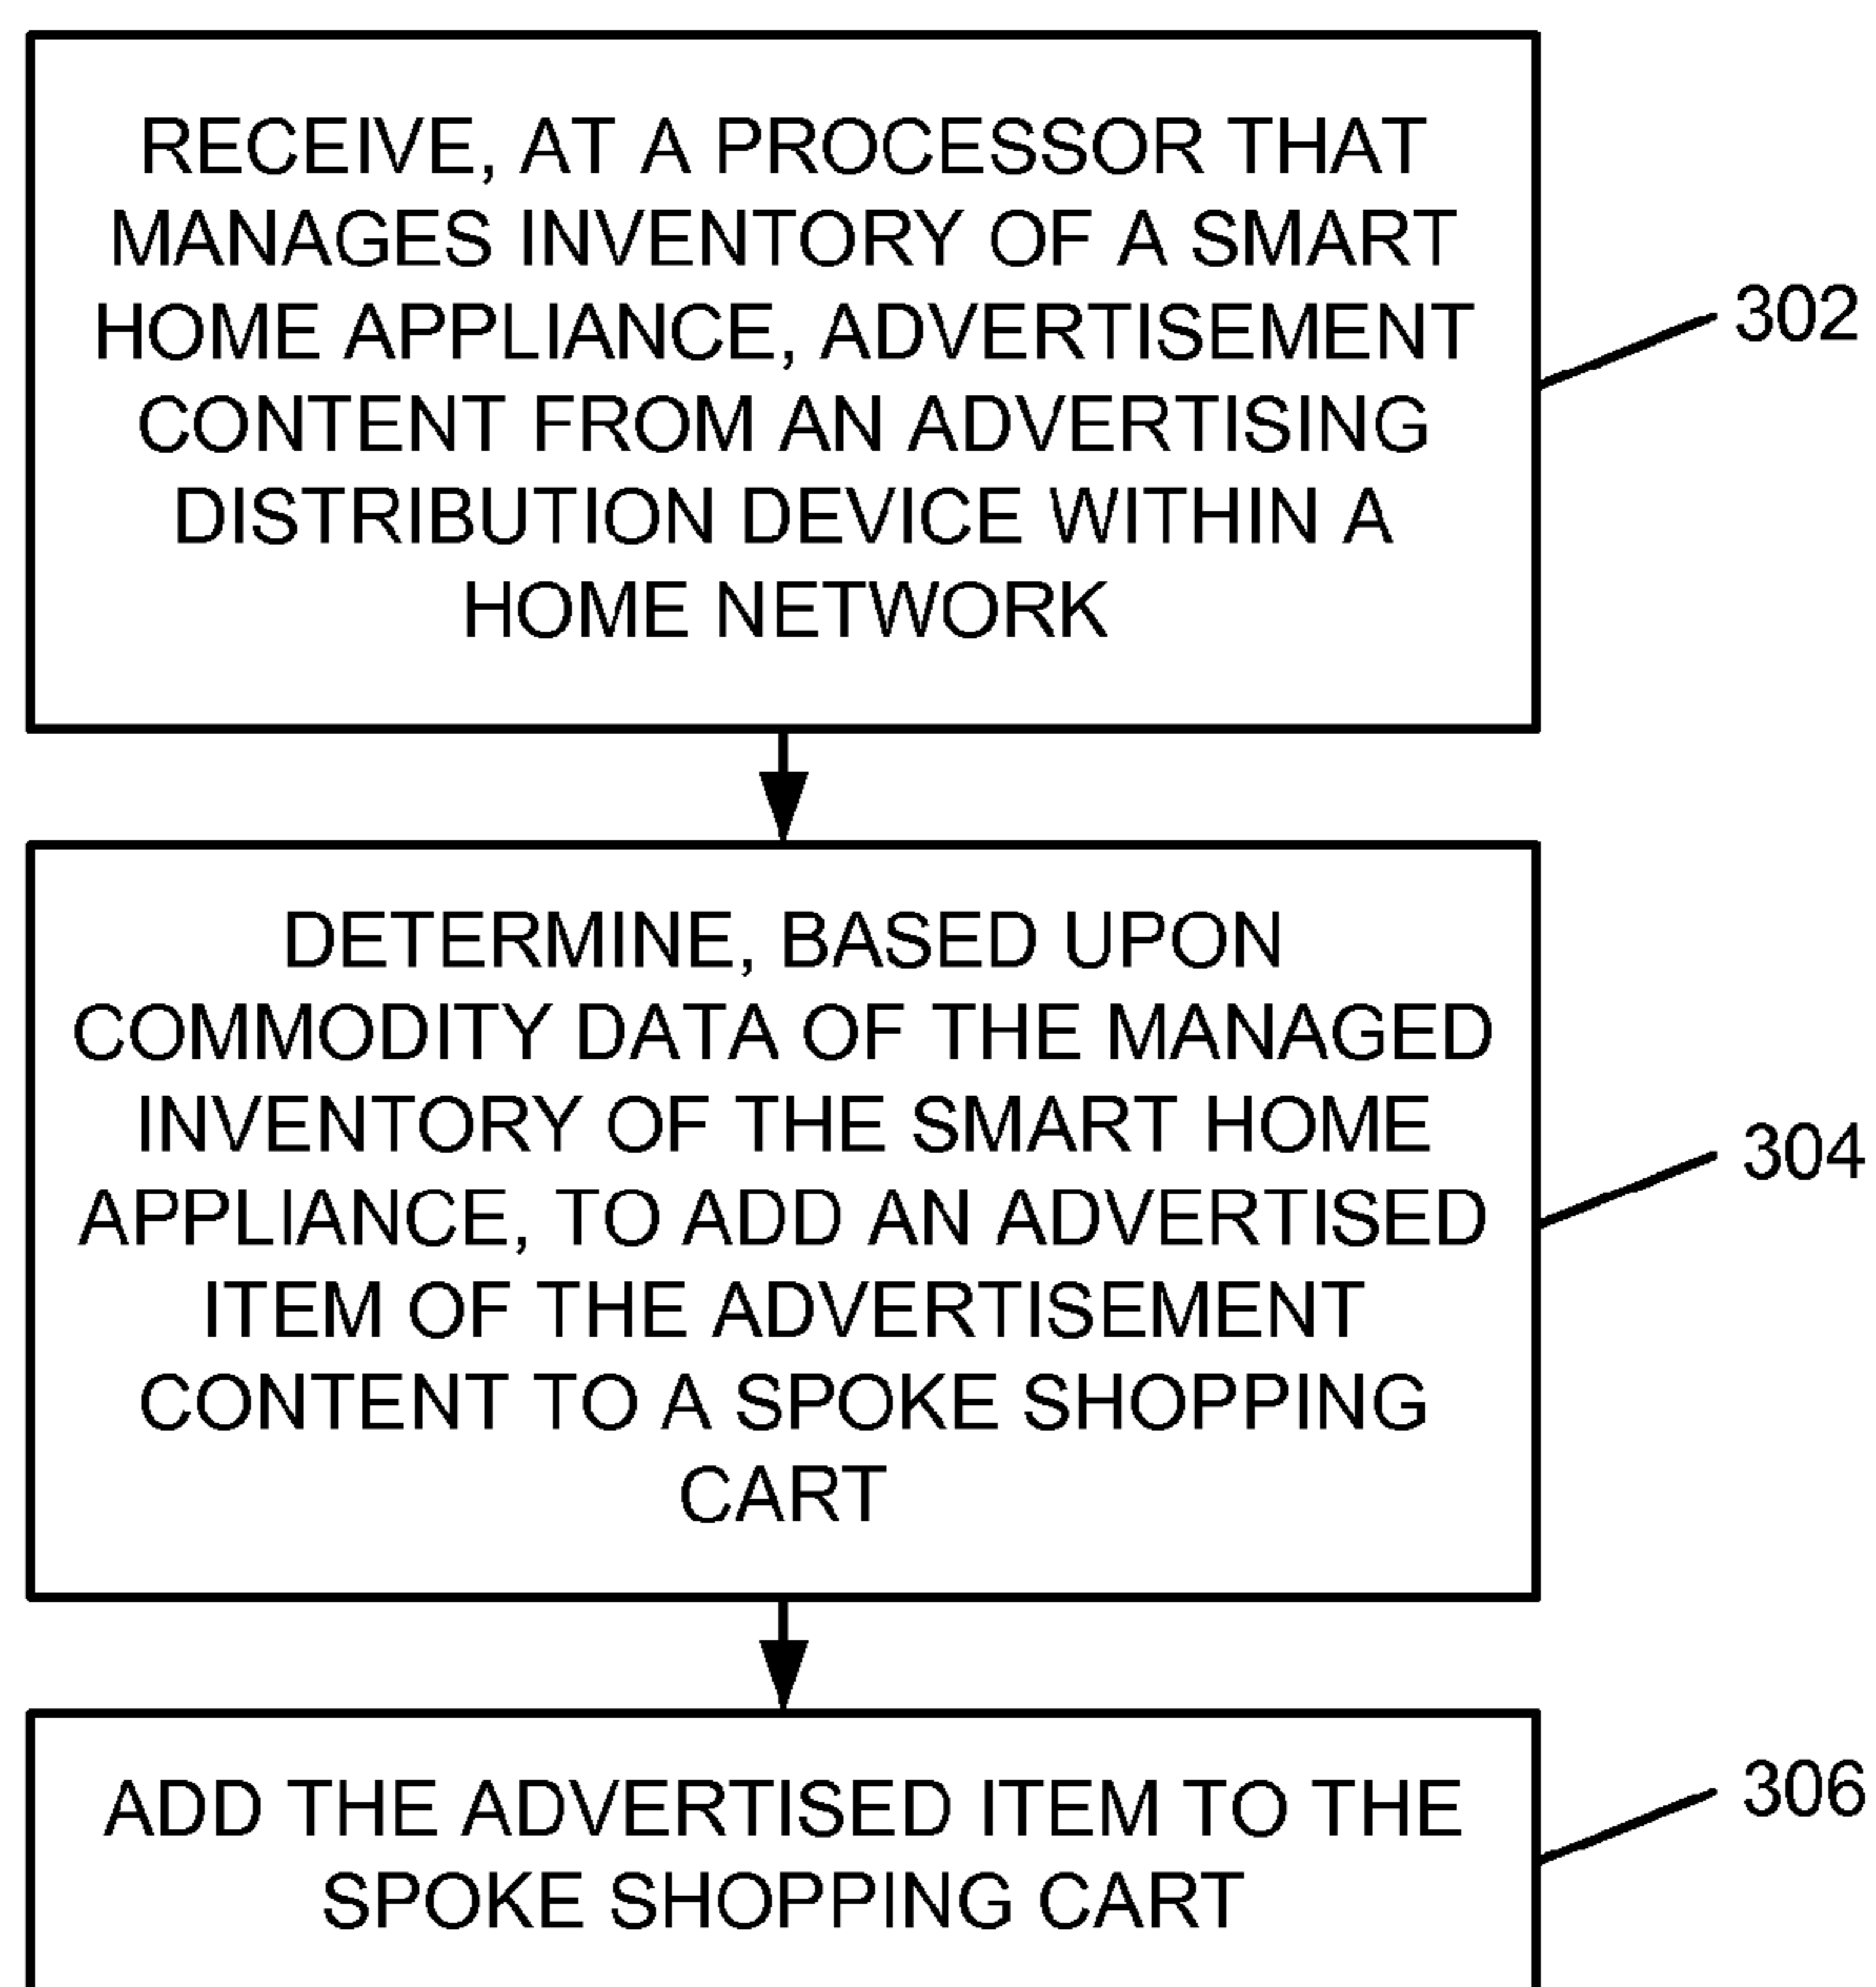 RECEIVE, AT A PROCESSOR THAT
MANAGES INVENTORY OF A SMART
HOME APPLIANCE, ADVERTISEMENT
CONTENT FROM AN ADVERTISING
DISTRIBUTION DEVICE WITHIN A
HOME NETWORK
302
DETERMINE, BASED UPON
COMMODITY DATA OF THE MANAGED
INVENTORY OF THE SMART HOME
APPLIANCE, TO ADD AN ADVERTISED
ITEM OF THE ADVERTISEMENT
CONTENT TO A SPOKE SHOPPING
CART
304
ADD THE ADVERTISED ITEM TO THE
SPOKE SHOPPING CART
306